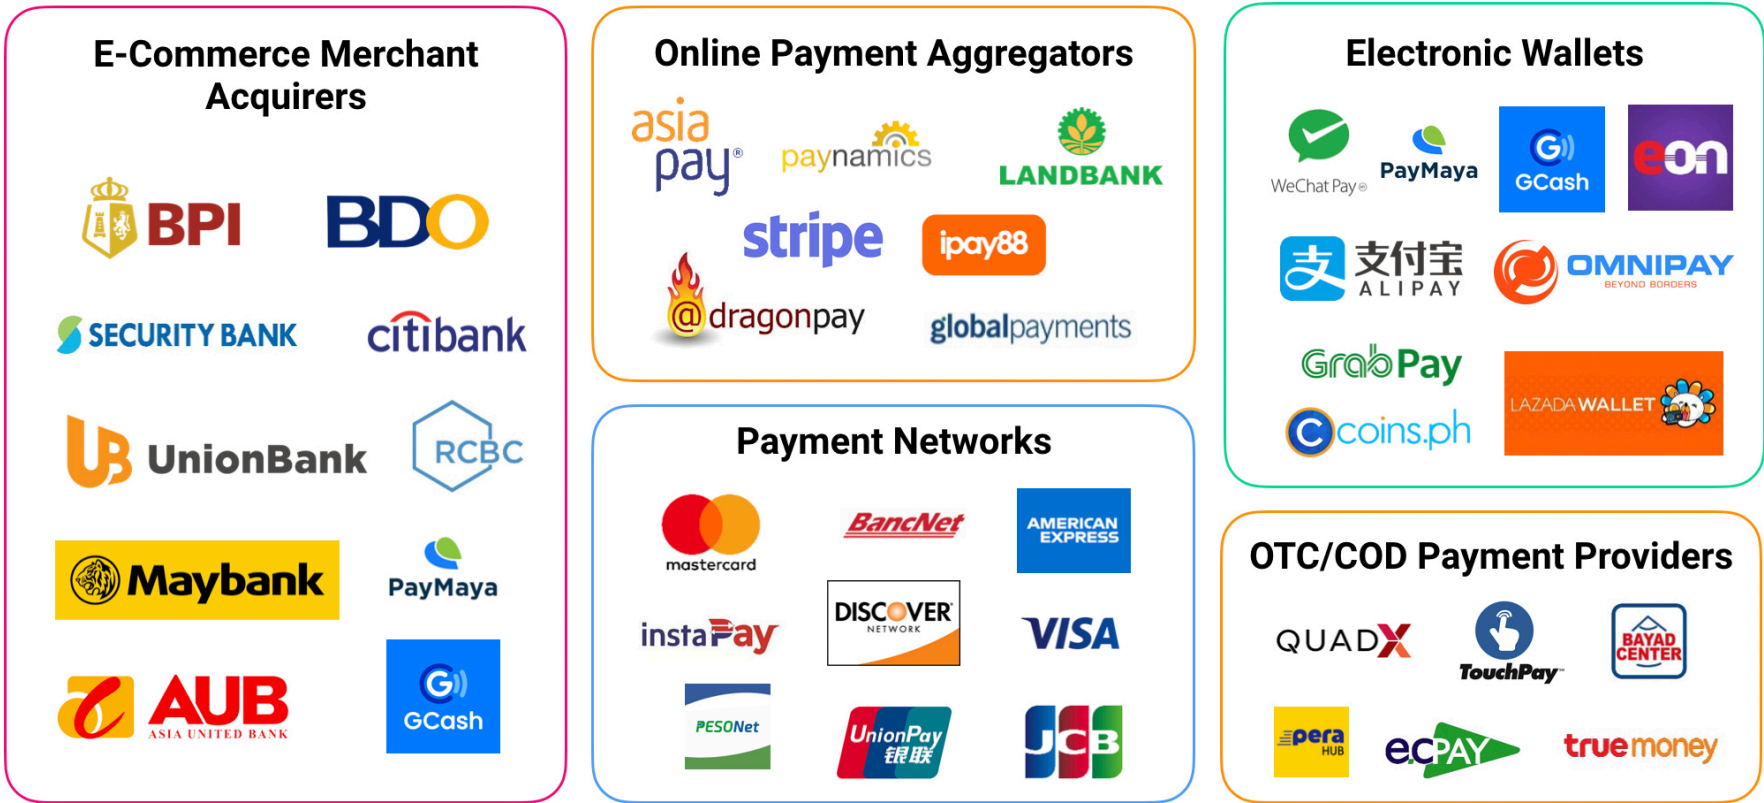 E-Commerce Merchant
Acquirers
BPI
BDO
SECURITY BANK
citibank
UB
UnionBank
RCBC
Maybank
PayMaya
AUB
ASIA UNITED BANK
G
GCash
Online Payment Aggregators
asia
pay®
paynamics
LANDBANK
stripe
ipay88
@dragonpay
globalpayments
Payment Networks
mastercard
BancNet
AMERICAN
EXPRESS
instaPay
DISCOVER®
NETWORK
VISA
PESONet
UnionPay
银联
JCB
Electronic Wallets
WeChat Pay®
PayMaya
G
GCash
eon
支 支付宝
ALIPAY
OMNIPAY
BEYOND BORDERS
GrabPay
LAZADA WALLET
C coins.ph
OTC/COD Payment Providers
QUADX
TouchPay™
BAYAD
CENTER
pera
HUB
ecPAY
truemoney